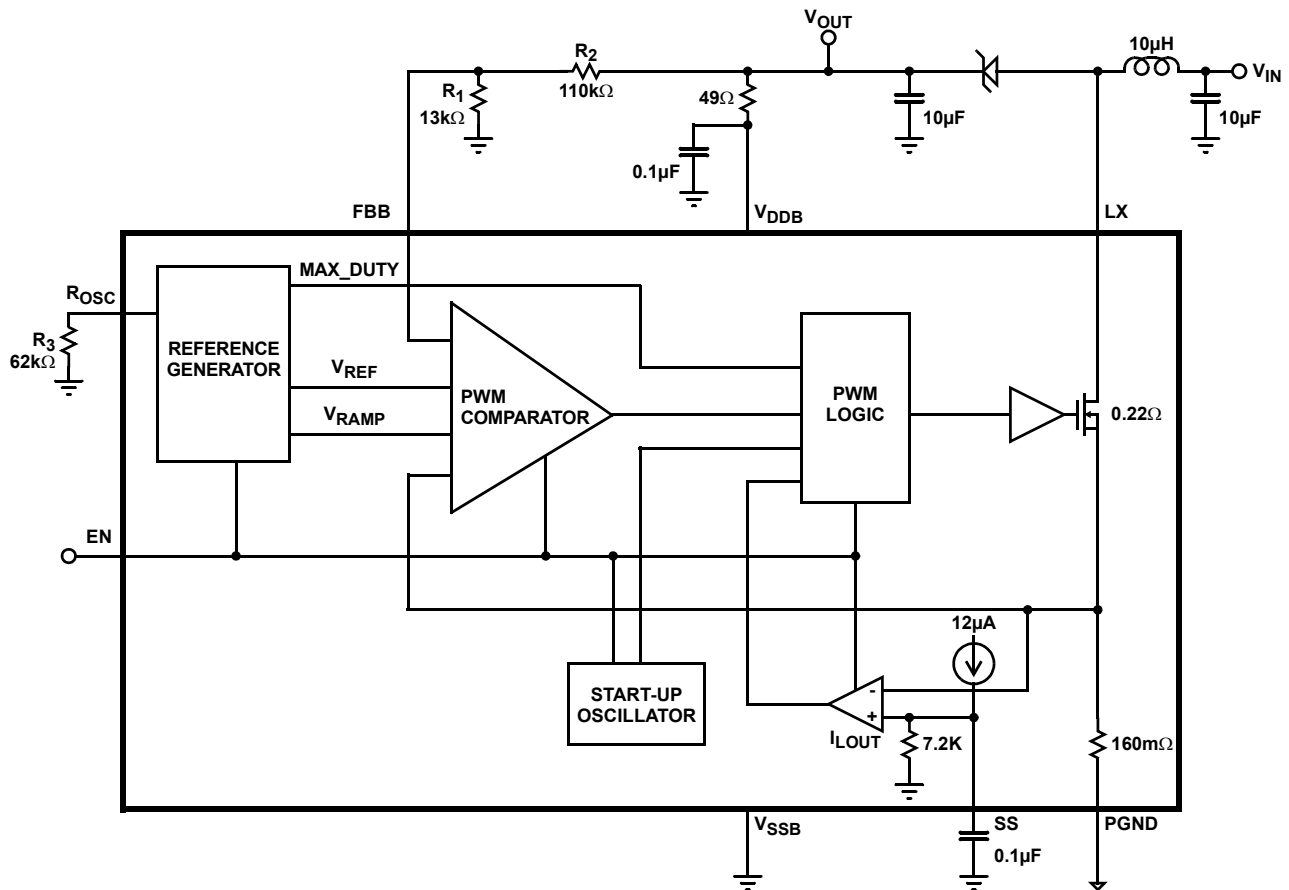 VOUT
10µH
VIN
R2
110kΩ
R1
13kΩ
49Ω
10µF
10µF
0.1µF
FBB
VDDB
LX
MAX_DUTY
ROSC
R3
62kΩ
REFERENCE
GENERATOR
VREF
VRAMP
PWM
COMPARATOR
PWM
LOGIC
0.22Ω
EN
12µA
START-UP
OSCILLATOR
-
+
ILOUT
7.2K
160mΩ
VSSB
SS
PGND
0.1µF